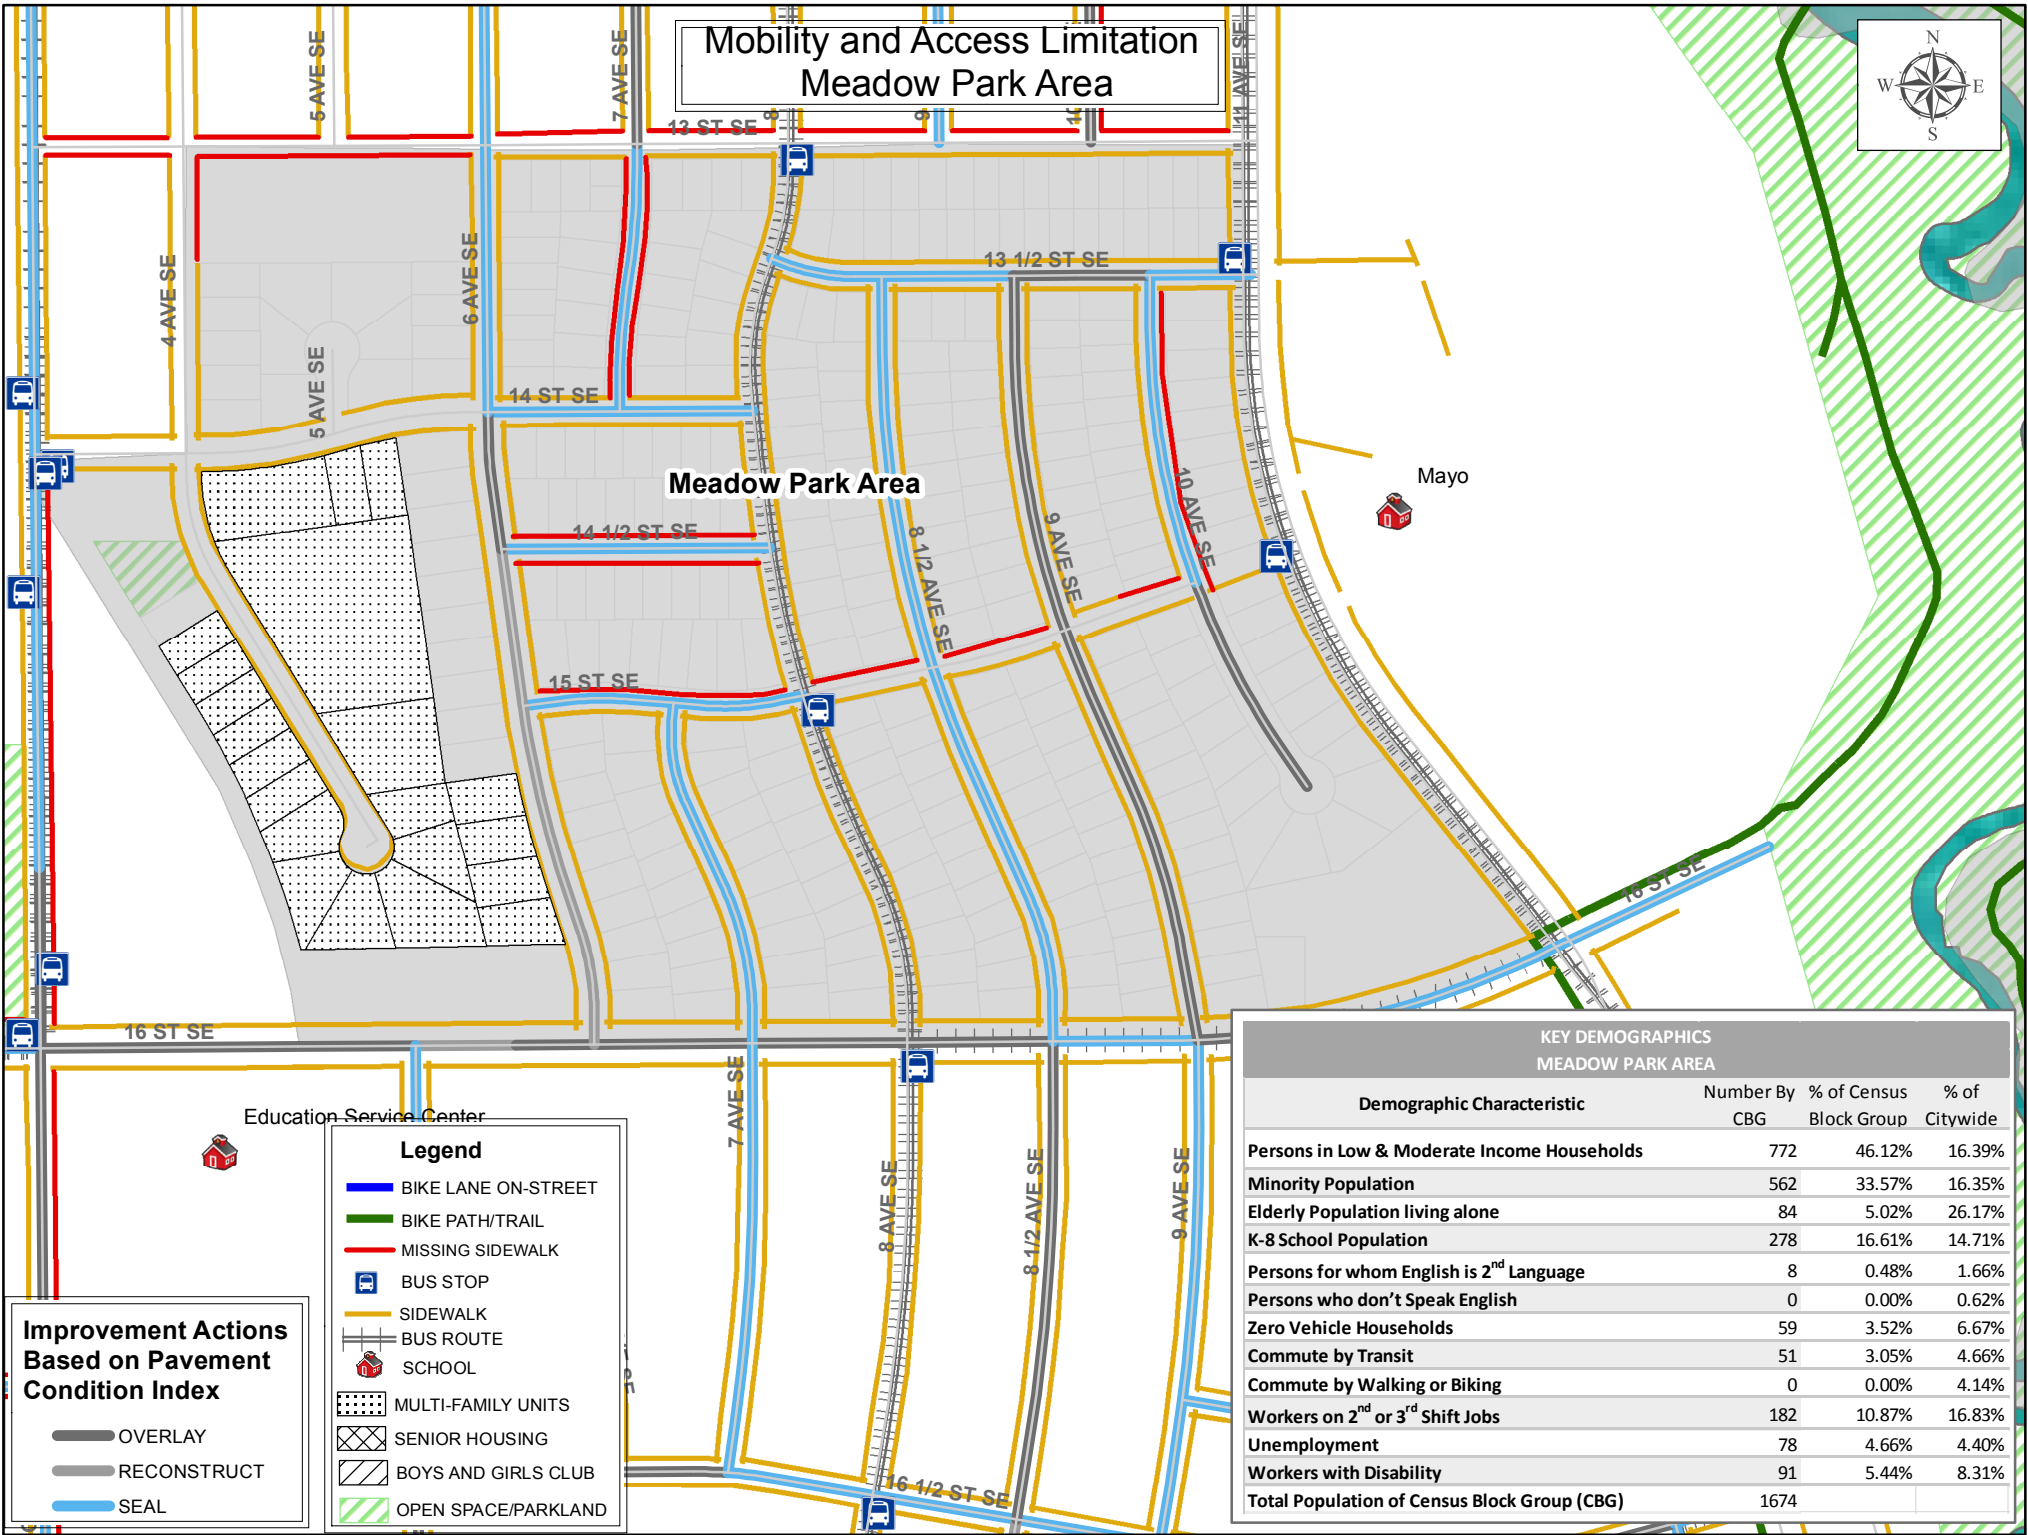 Mobility and Access Limitation
Meadow Park Area
N
W E
S
5 AVE SE
7 AVE SE
8
9
10
11 AVE SE
13 ST SE
4 AVE SE
6 AVE SE
5 AVE SE
13 1/2 ST SE
14 ST SE
Meadow Park Area
Mayo
14 1/2 ST SE
8 1/2 AVE SE
9 AVE SE
10 AVE SE
15 ST SE
16 ST SE
16 ST SE
Education Service Center
7 AVE SE
8 AVE SE
8 1/2 AVE SE
9 AVE SE
16 1/2 ST SE
Legend
BIKE LANE ON-STREET
BIKE PATH/TRAIL
MISSING SIDEWALK
BUS STOP
SIDEWALK
BUS ROUTE
SCHOOL
MULTI-FAMILY UNITS
SENIOR HOUSING
BOYS AND GIRLS CLUB
OPEN SPACE/PARKLAND
Improvement Actions
Based on Pavement
Condition Index
OVERLAY
RECONSTRUCT
SEAL
KEY DEMOGRAPHICS
MEADOW PARK AREA
Demographic Characteristic Number By CBG % of Census Block Group % of Citywide
Persons in Low & Moderate Income Households 772 46.12% 16.39%
Minority Population 562 33.57% 16.35%
Elderly Population living alone 84 5.02% 26.17%
K-8 School Population 278 16.61% 14.71%
Persons for whom English is 2nd Language 8 0.48% 1.66%
Persons who don't Speak English 0 0.00% 0.62%
Zero Vehicle Households 59 3.52% 6.67%
Commute by Transit 51 3.05% 4.66%
Commute by Walking or Biking 0 0.00% 4.14%
Workers on 2nd or 3rd Shift Jobs 182 10.87% 16.83%
Unemployment 78 4.66% 4.40%
Workers with Disability 91 5.44% 8.31%
Total Population of Census Block Group (CBG) 1674